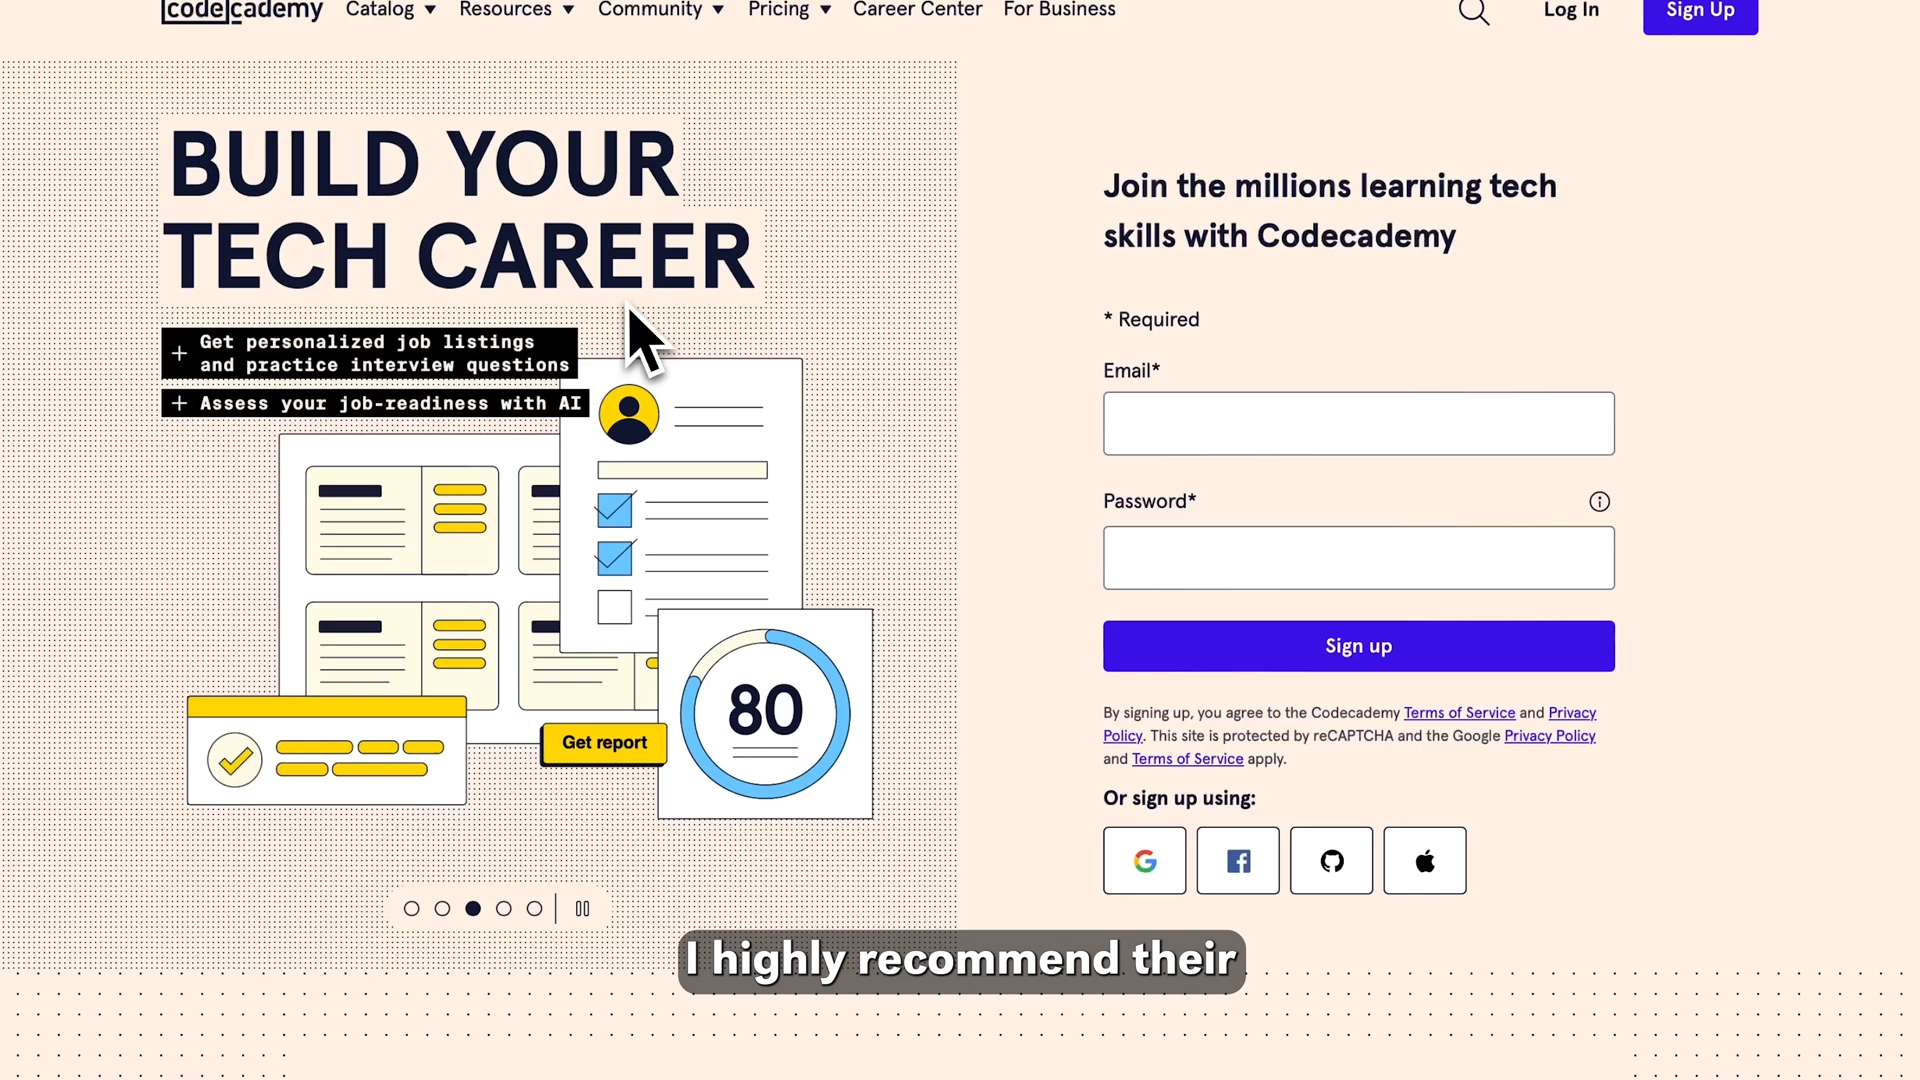 codecademy
Catalog
Resources
Community
Pricing
Career Center
For Business
Log In
Sign Up
BUILD YOUR
TECH CAREER
+ Get personalized job listings
and practice interview questions
+ Assess your job-readiness with AI
80
Get report
Join the millions learning tech
skills with Codecademy
* Required
Email*
Password*
Sign up
By signing up, you agree to the Codecademy Terms of Service and Privacy
Policy. This site is protected by reCAPTCHA and the Google Privacy Policy
and Terms of Service apply.
Or sign up using:
I highly recommend their